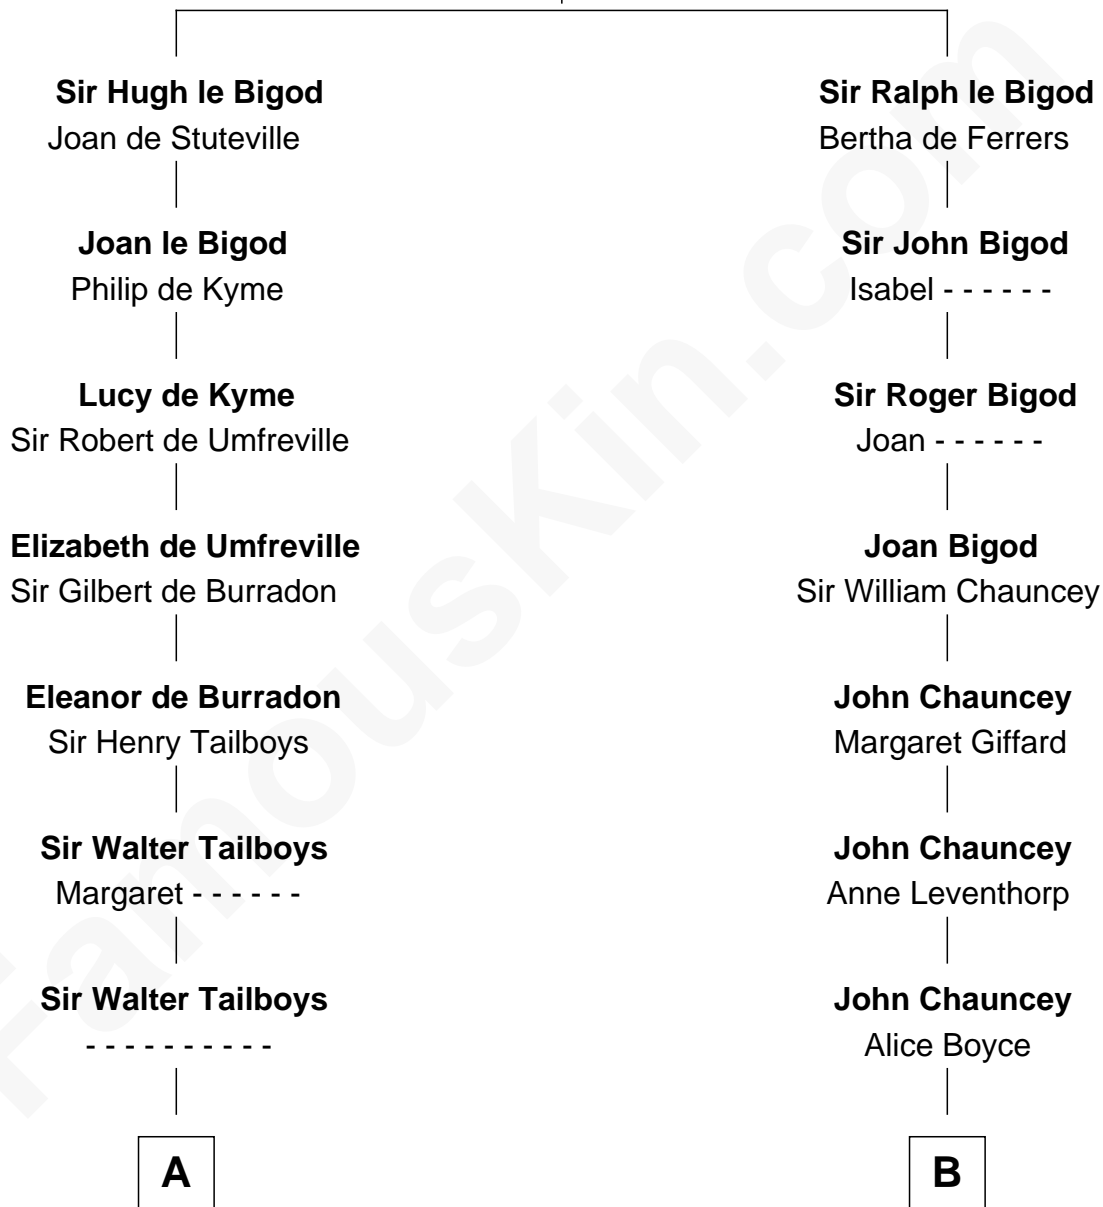 Sir Hugh le Bigod
Joan de Stuteville
Joan le Bigod
Philip de Kyme
Lucy de Kyme
Sir Robert de Umfreville
Elizabeth de Umfreville
Sir Gilbert de Burradon
Eleanor de Burradon
Sir Henry Tailboys
Sir Walter Tailboys
Margaret - - - - - -
Sir Walter Tailboys
- - - - - - - - - -
A
Sir Ralph le Bigod
Bertha de Ferrers
Sir John Bigod
Isabel - - - - - -
Sir Roger Bigod
Joan - - - - - -
Joan Bigod
Sir William Chauncey
John Chauncey
Margaret Giffard
John Chauncey
Anne Leventhorp
John Chauncey
Alice Boyce
B
FamousKin.com